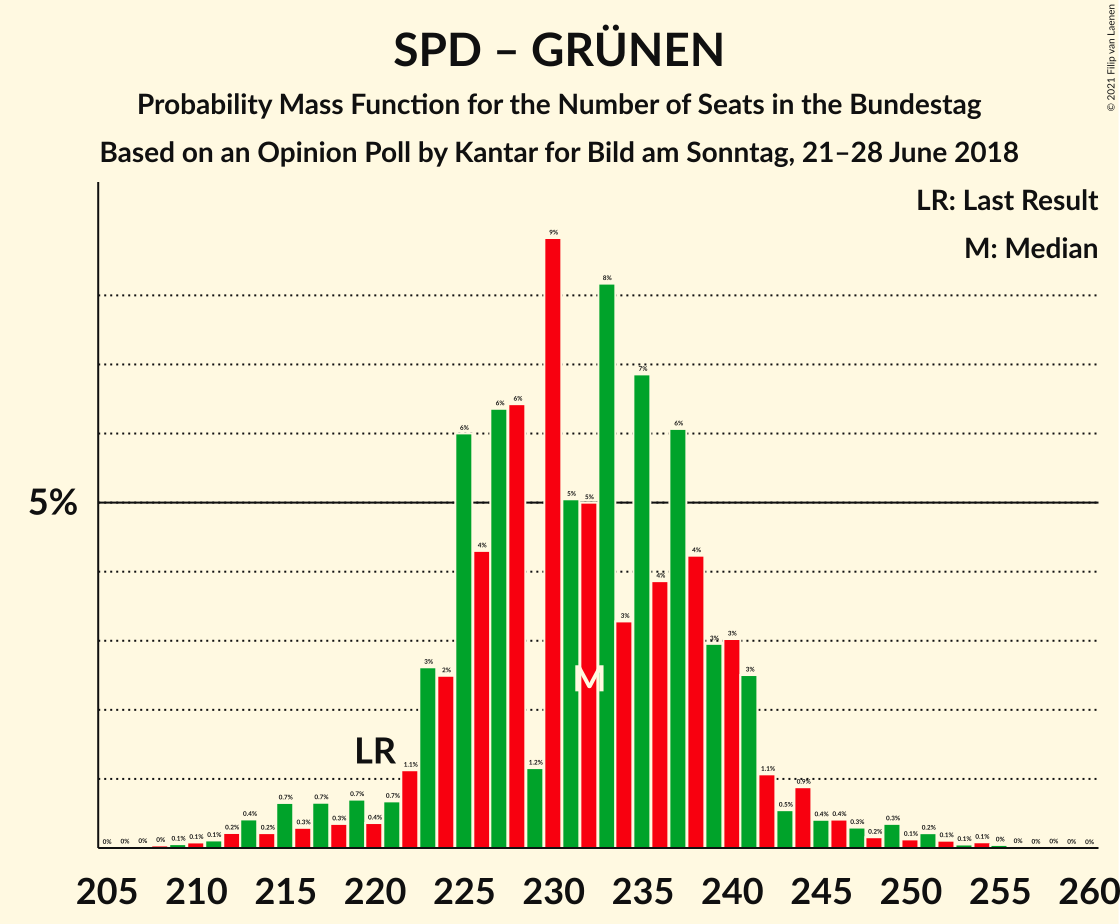 SPD – GRÜNEN
Probability Mass Function for the Number of Seats in the Bundestag
Based on an Opinion Poll by Kantar for Bild am Sonntag, 21–28 June 2018
© 2021 Filip van Laenen
LR: Last Result
M: Median
5%
0% 0% 0% 0% 0.1% 0.1% 0.1% 0.2% 0.4% 0.2% 0.7% 0.3% 0.7% 0.3% 0.7% 0.4% 0.7% 1.1% 3% 2% 6% 4% 6% 6% 1.2% 9% 5% 5% 8% 3% 7% 4% 6% 4% 3% 3% 3% 1.1% 0.5% 0.9% 0.4% 0.4% 0.3% 0.2% 0.3% 0.1% 0.2% 0.1% 0.1% 0.1% 0% 0% 0% 0% 0% 0%
LR
M
205 210 215 220 225 230 235 240 245 250 255 260